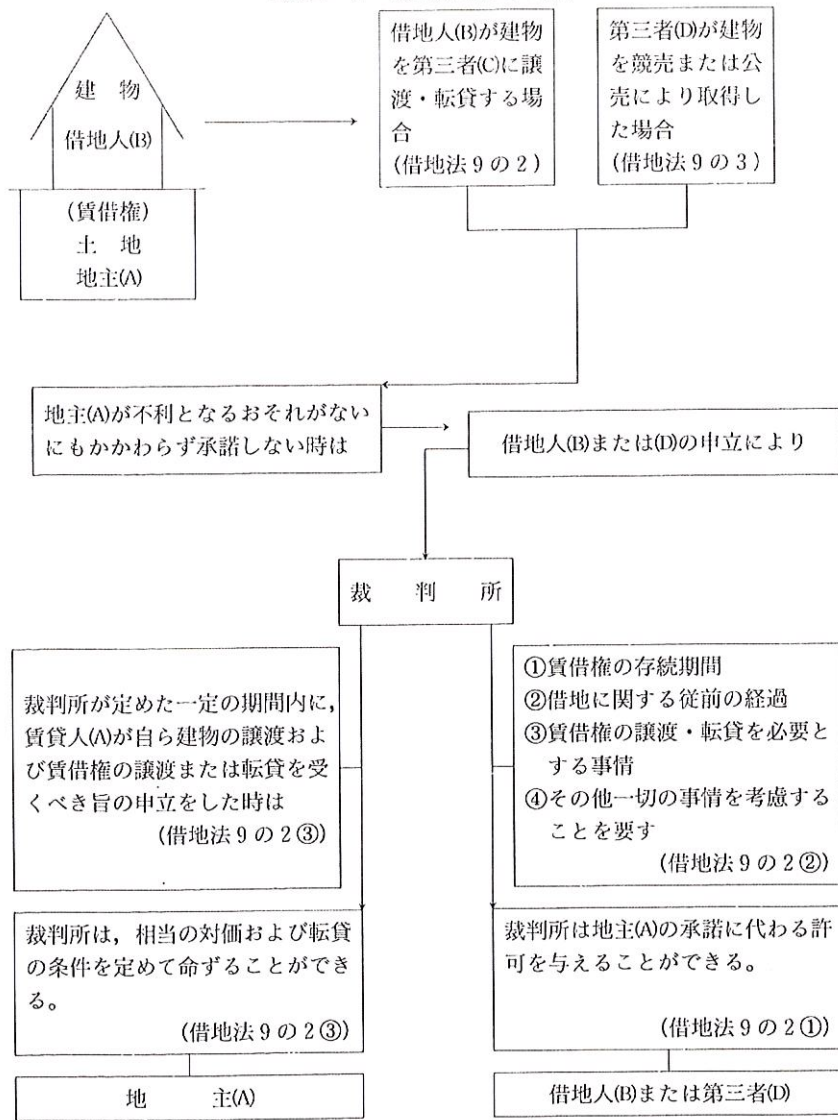 建物
借地人(B)
(賃借権)
土地
地主(A)
借地人(B)が建物
を第三者(C)に譲
渡・転貸する場
合
(借地法9の2)
第三者(D)が建物
を競売または公
売により取得し
た場合
(借地法9の3)
地主(A)が不利となるおそれがない
にもかかわらず承諾しない時は
借地人(B)または(D)の申立により
裁判所
裁判所が定めた一定の期間内に,
賃貸人(A)が自ら建物の譲渡およ
び賃借権の譲渡または転貸を受
くべき旨の申立をした時は
(借地法9の2③)
①賃借権の存続期間
②借地に関する従前の経過
③賃借権の譲渡・転貸を必要と
する事情
④その他一切の事情を考慮する
ことを要す
(借地法9の2②)
裁判所は,相当の対価および転貸
の条件を定めて命ずることができ
る。
(借地法9の2③)
裁判所は地主(A)の承諾に代わる許
可を与えることができる。
(借地法9の2①)
地主(A)
借地人(B)または第三者(D)